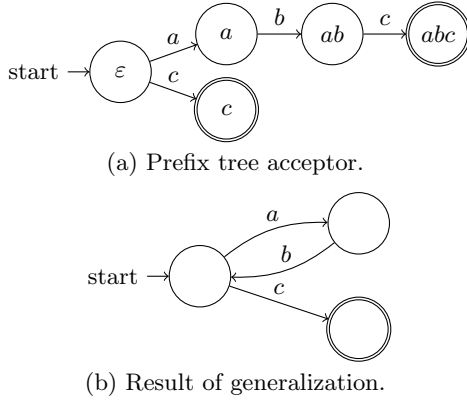 a b c
start ε a ab abc
c
c
(a) Prefix tree acceptor.
a
b
start
c
(b) Result of generalization.